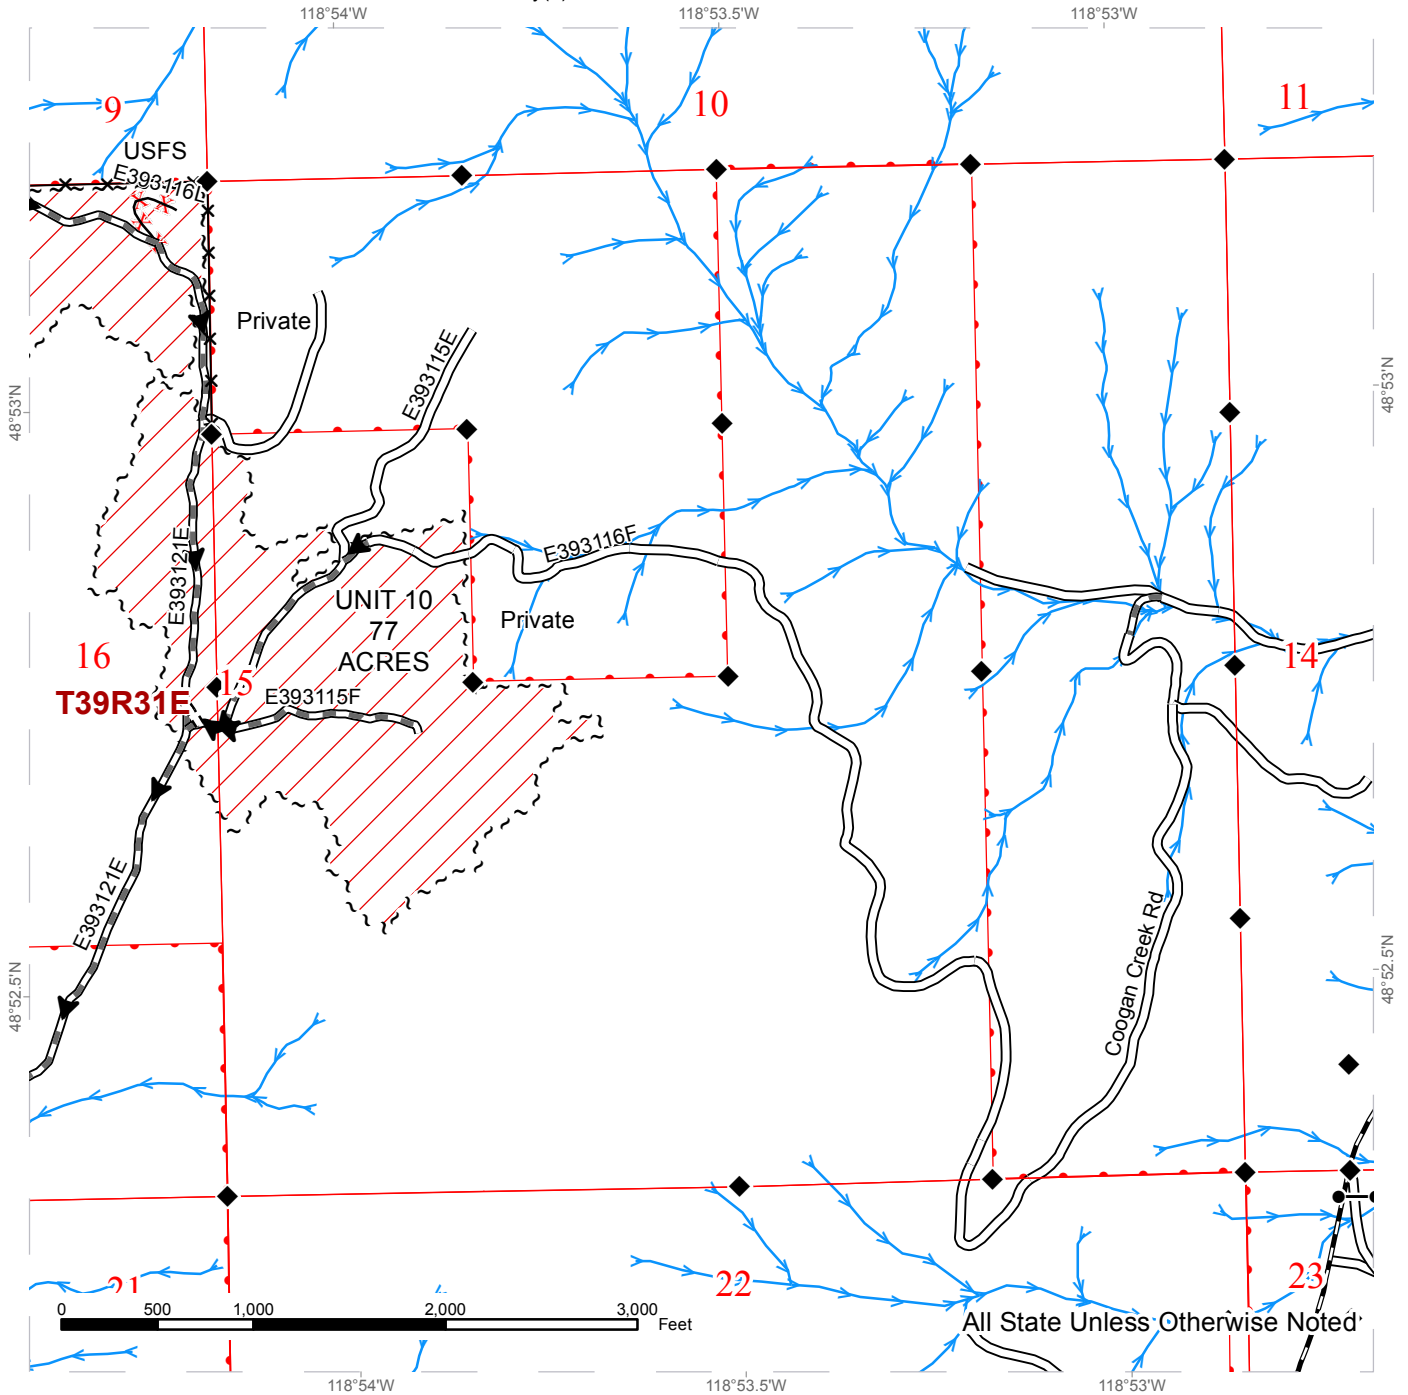 118°54'W
118°53.5'W
118°53'W
9
10
11
USFS
E393116L
Private
E393115E
48°53'N
48°53'N
E393116F
E393121E
UNIT 10
77
ACRES
Private
16
15
14
T39R31E
E393115F
E393121E
Coogan Creek Rd
48°52.5'N
48°52.5'N
21
22
23
0 500 1,000 2,000 3,000
Feet
All State Unless Otherwise Noted
118°54'W
118°53.5'W
118°53'W